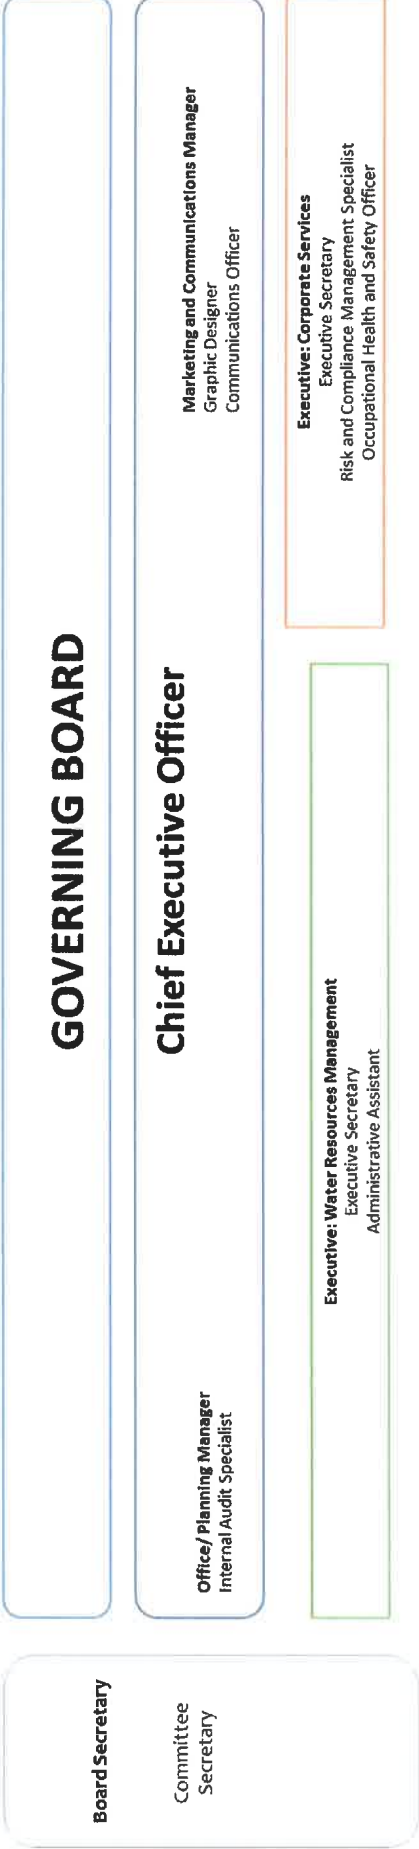 Board Secretary
Committee
Secretary
GOVERNING BOARD
Chief Executive Officer
Office/ Planning Manager
Internal Audit Specialist
Marketing and Communications Manager
Graphic Designer
Communications Officer
Executive: Water Resources Management
Executive Secretary
Administrative Assistant
Executive: Corporate Services
Executive Secretary
Risk and Compliance Management Specialist
Occupational Health and Safety Officer